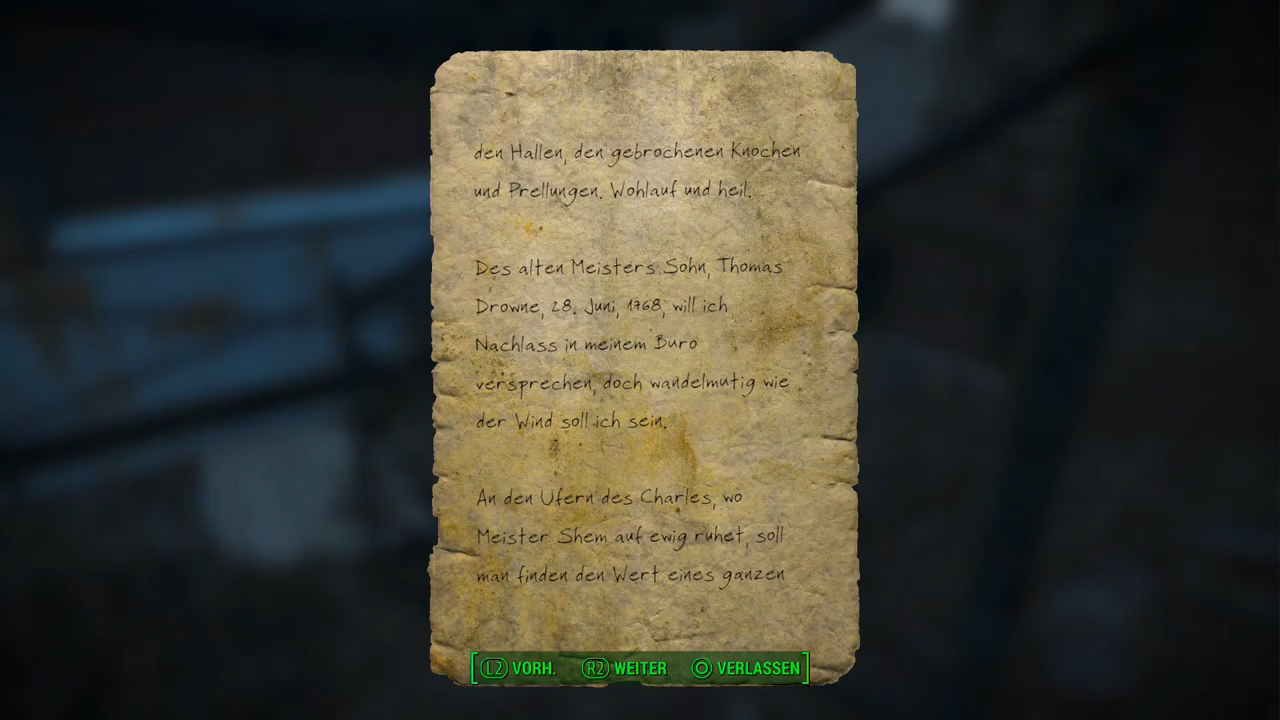 den Hallen, den gebrochenen Knochen
und Prellungen. Wohlauf und heil.
Des alten Meisters Sohn, Thomas
Drowne, 28. Juni, 1768, will ich
Nachlass in meinem Buro
versprechen, doch wandelmutig wie
der Wind soll ich sein.
An den Ufern des Charles, wo
Meister Shem auf ewig ruhet, soll
man finden den Wert eines ganzen
L2 VORH. R2 WEITER VERLASSEN